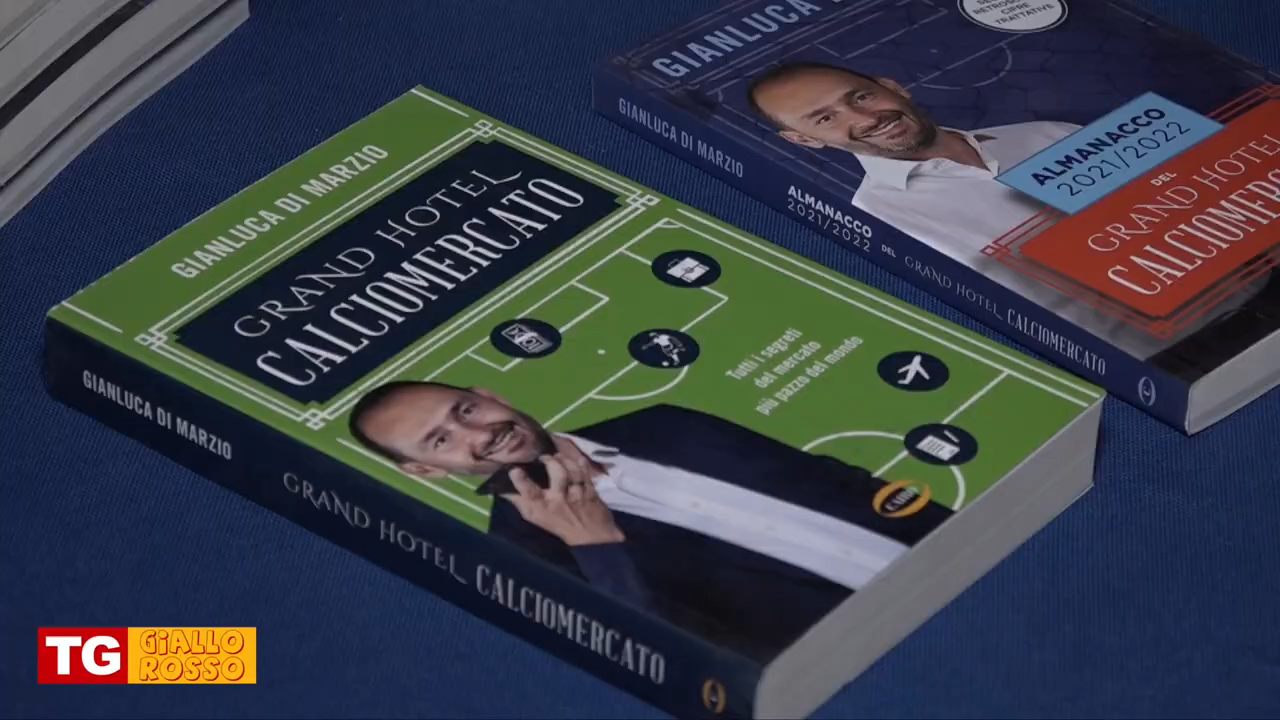 GIANLUCA DI MARZIO
GRAND HOTEL
CALCIOMERCATO
Tutti i segreti
del mercato
più pazzo del mondo
CAIRO
GIANLUCA DI MARZIO
GRAND HOTEL CALCIOMERCATO
GIANLUCA
CIFRE
TRATTATIVE
ALMANACCO
2021/2022
DEL
GRAND HOTEL
GIANLUCA DI MARZIO
ALMANACCO
2021/2022
DEL
GRAND HOTEL CALCIOMERCATO
TG
GIALLO
ROSSO